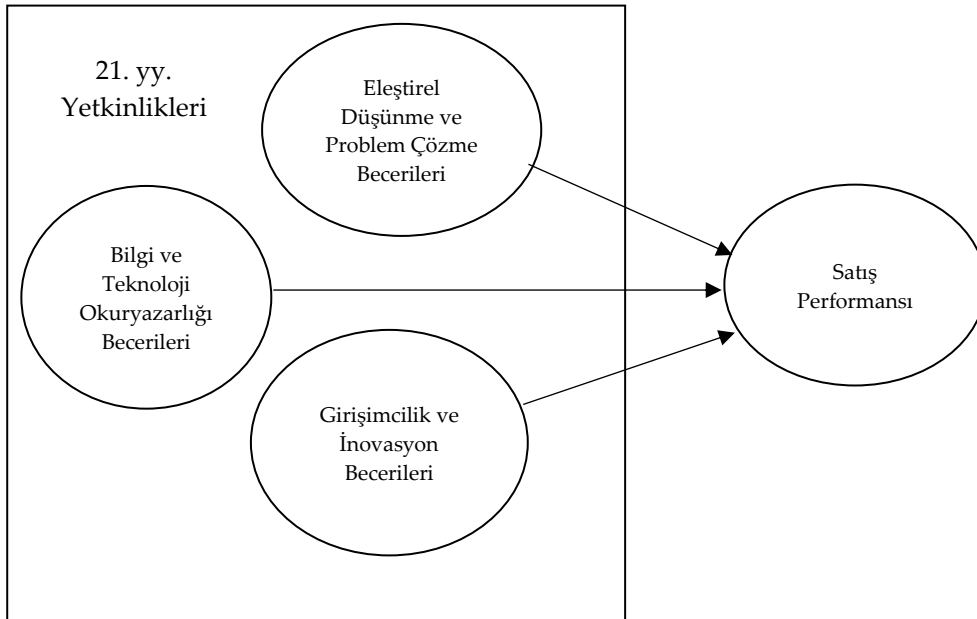 21. yy.
Yetkinlikleri
Eleştirel
Düşünme ve
Problem Çözme
Becerileri
Bilgi ve
Teknoloji
Okuryazarlığı
Becerileri
Girişimcilik ve
İnovasyon
Becerileri
Satış
Performansı